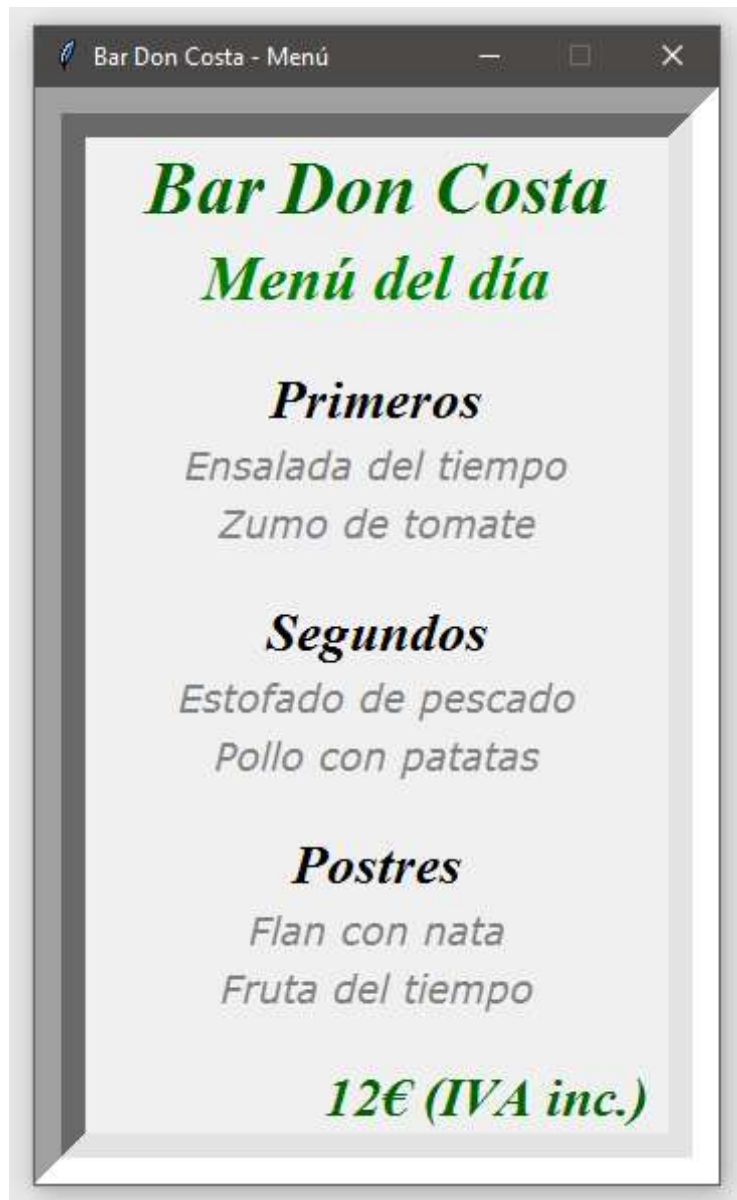 Bar Don Costa - Menú
Bar Don Costa
Menú del día
Primeros
Ensalada del tiempo
Zumo de tomate
Segundos
Estofado de pescado
Pollo con patatas
Postres
Flan con nata
Fruta del tiempo
12€ (IVA inc.)